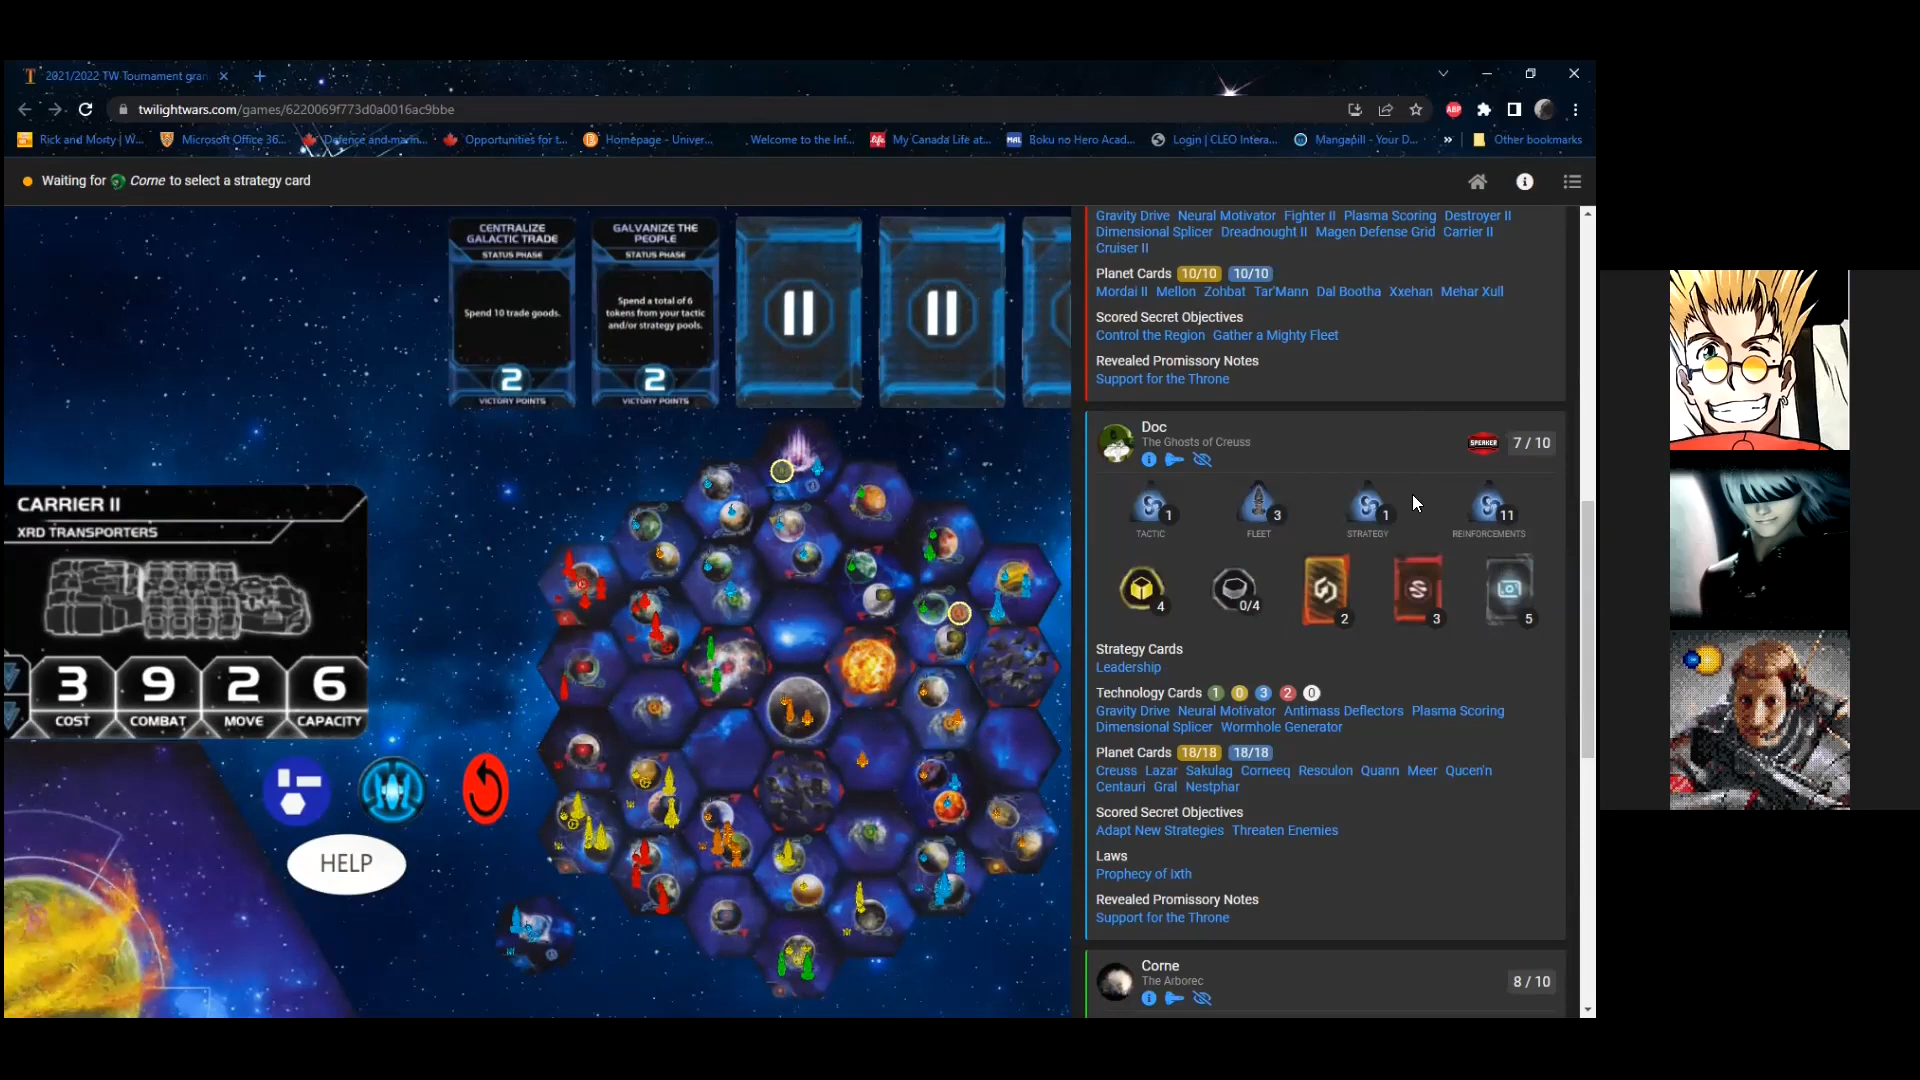 2021/2022 TW Tournament gran
twilightwars.com/games/6220069f773d0a0016ac9bbe
Rick and Morty | W...
Microsoft Office 36...
Defence and marin...
Opportunities for t...
Homepage - Univer...
Welcome to the Inf...
My Canada Life at...
Boku no Hero Acad...
Login | CLEO Intera...
Mangapill - Your D...
»
Other bookmarks
Waiting for Corne to select a strategy card
CENTRALIZE
GALACTIC TRADE
STATUS PHASE
Spend 10 trade goods.
2
VICTORY POINTS
GALVANIZE THE
PEOPLE
STATUS PHASE
Spend a total of 6
tokens from your tactic
and/or strategy pools.
2
VICTORY POINTS
II
II
CARRIER II
XRD TRANSPORTERS
3 9 2 6
COST COMBAT MOVE CAPACITY
HELP
Gravity Drive Neural Motivator Fighter II Plasma Scoring Destroyer II
Dimensional Splicer Dreadnought II Magen Defense Grid Carrier II
Cruiser II
Planet Cards 10/10 10/10
Mordai II Mellon Zohbat Tar'Mann Dal Bootha Xxehan Mehar Xull
Scored Secret Objectives
Control the Region Gather a Mighty Fleet
Revealed Promissory Notes
Support for the Throne
Doc
The Ghosts of Creuss
SPEAKER
7 / 10
1 3 1 11
TACTIC FLEET STRATEGY REINFORCEMENTS
4 0/4 2 3 5
Strategy Cards
Leadership
Technology Cards 1 0 3 2 0
Gravity Drive Neural Motivator Antimass Deflectors Plasma Scoring
Dimensional Splicer Wormhole Generator
Planet Cards 18/18 18/18
Creuss Lazar Sakulag Corneeq Resculon Quann Meer Qucen'n
Centauri Gral Nestphar
Scored Secret Objectives
Adapt New Strategies Threaten Enemies
Laws
Prophecy of Ixth
Revealed Promissory Notes
Support for the Throne
Corne
The Arborec
8 / 10